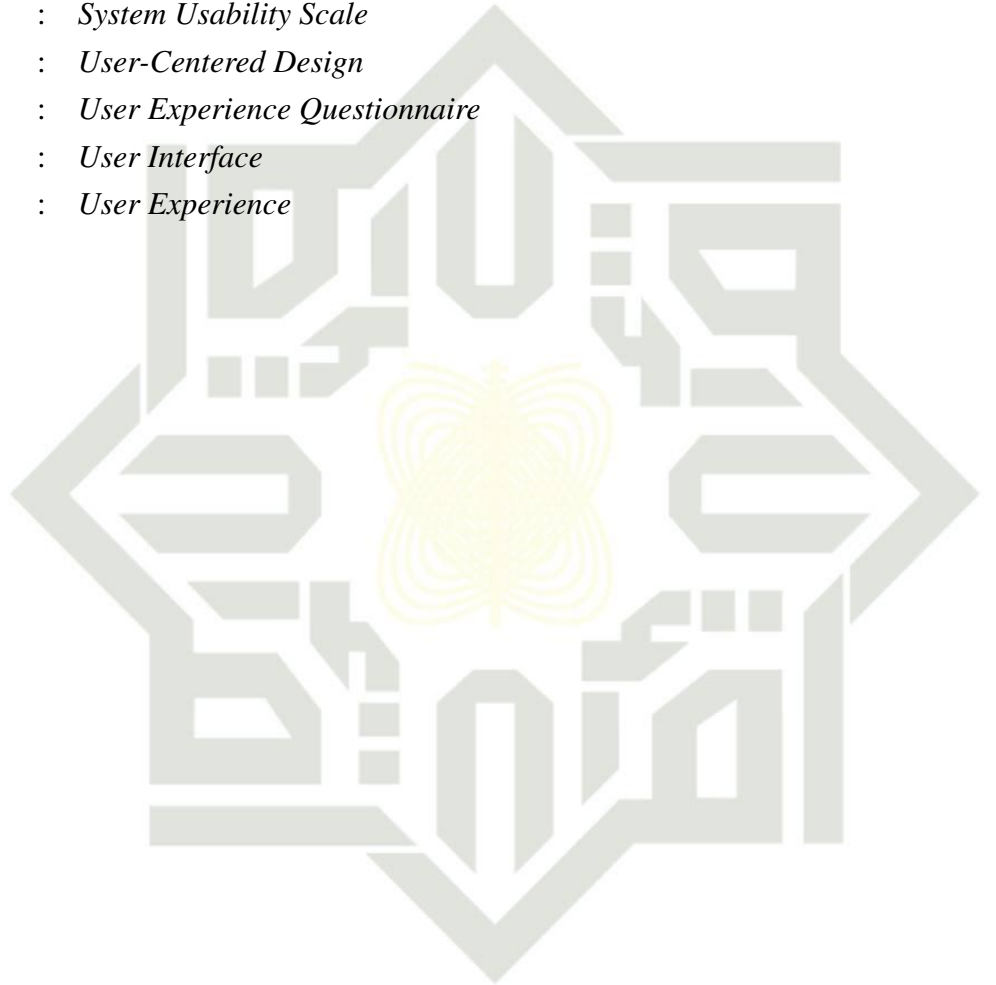 : System Usability Scale
: User-Centered Design
: User Experience Questionnaire
: User Interface
: User Experience